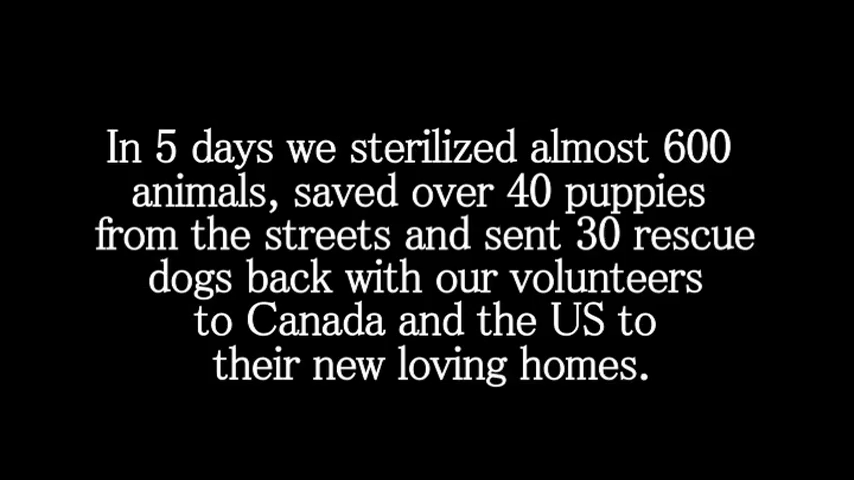 In 5 days we sterilized almost 600
animals, saved over 40 puppies
from the streets and sent 30 rescue
dogs back with our volunteers
to Canada and the US to
their new loving homes.